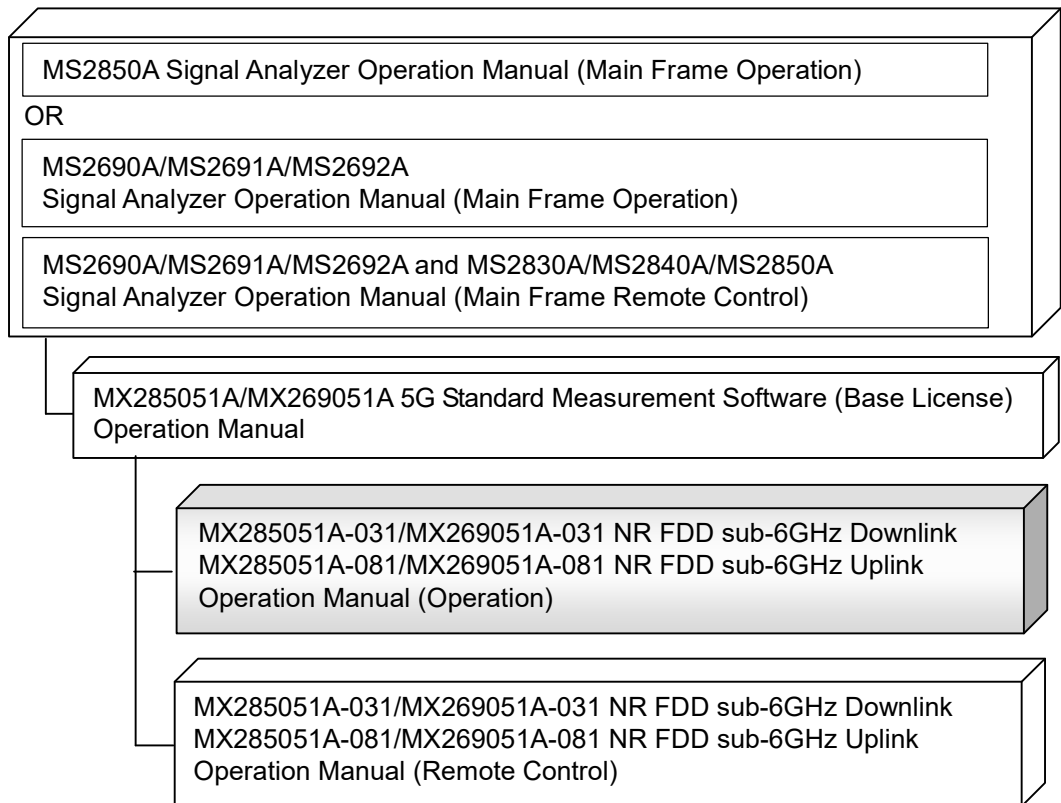 MS2850A Signal Analyzer Operation Manual (Main Frame Operation)
OR
MS2690A/MS2691A/MS2692A
Signal Analyzer Operation Manual (Main Frame Operation)
MS2690A/MS2691A/MS2692A and MS2830A/MS2840A/MS2850A
Signal Analyzer Operation Manual (Main Frame Remote Control)
MX285051A/MX269051A 5G Standard Measurement Software (Base License)
Operation Manual
MX285051A-031/MX269051A-031 NR FDD sub-6GHz Downlink
MX285051A-081/MX269051A-081 NR FDD sub-6GHz Uplink
Operation Manual (Operation)
MX285051A-031/MX269051A-031 NR FDD sub-6GHz Downlink
MX285051A-081/MX269051A-081 NR FDD sub-6GHz Uplink
Operation Manual (Remote Control)